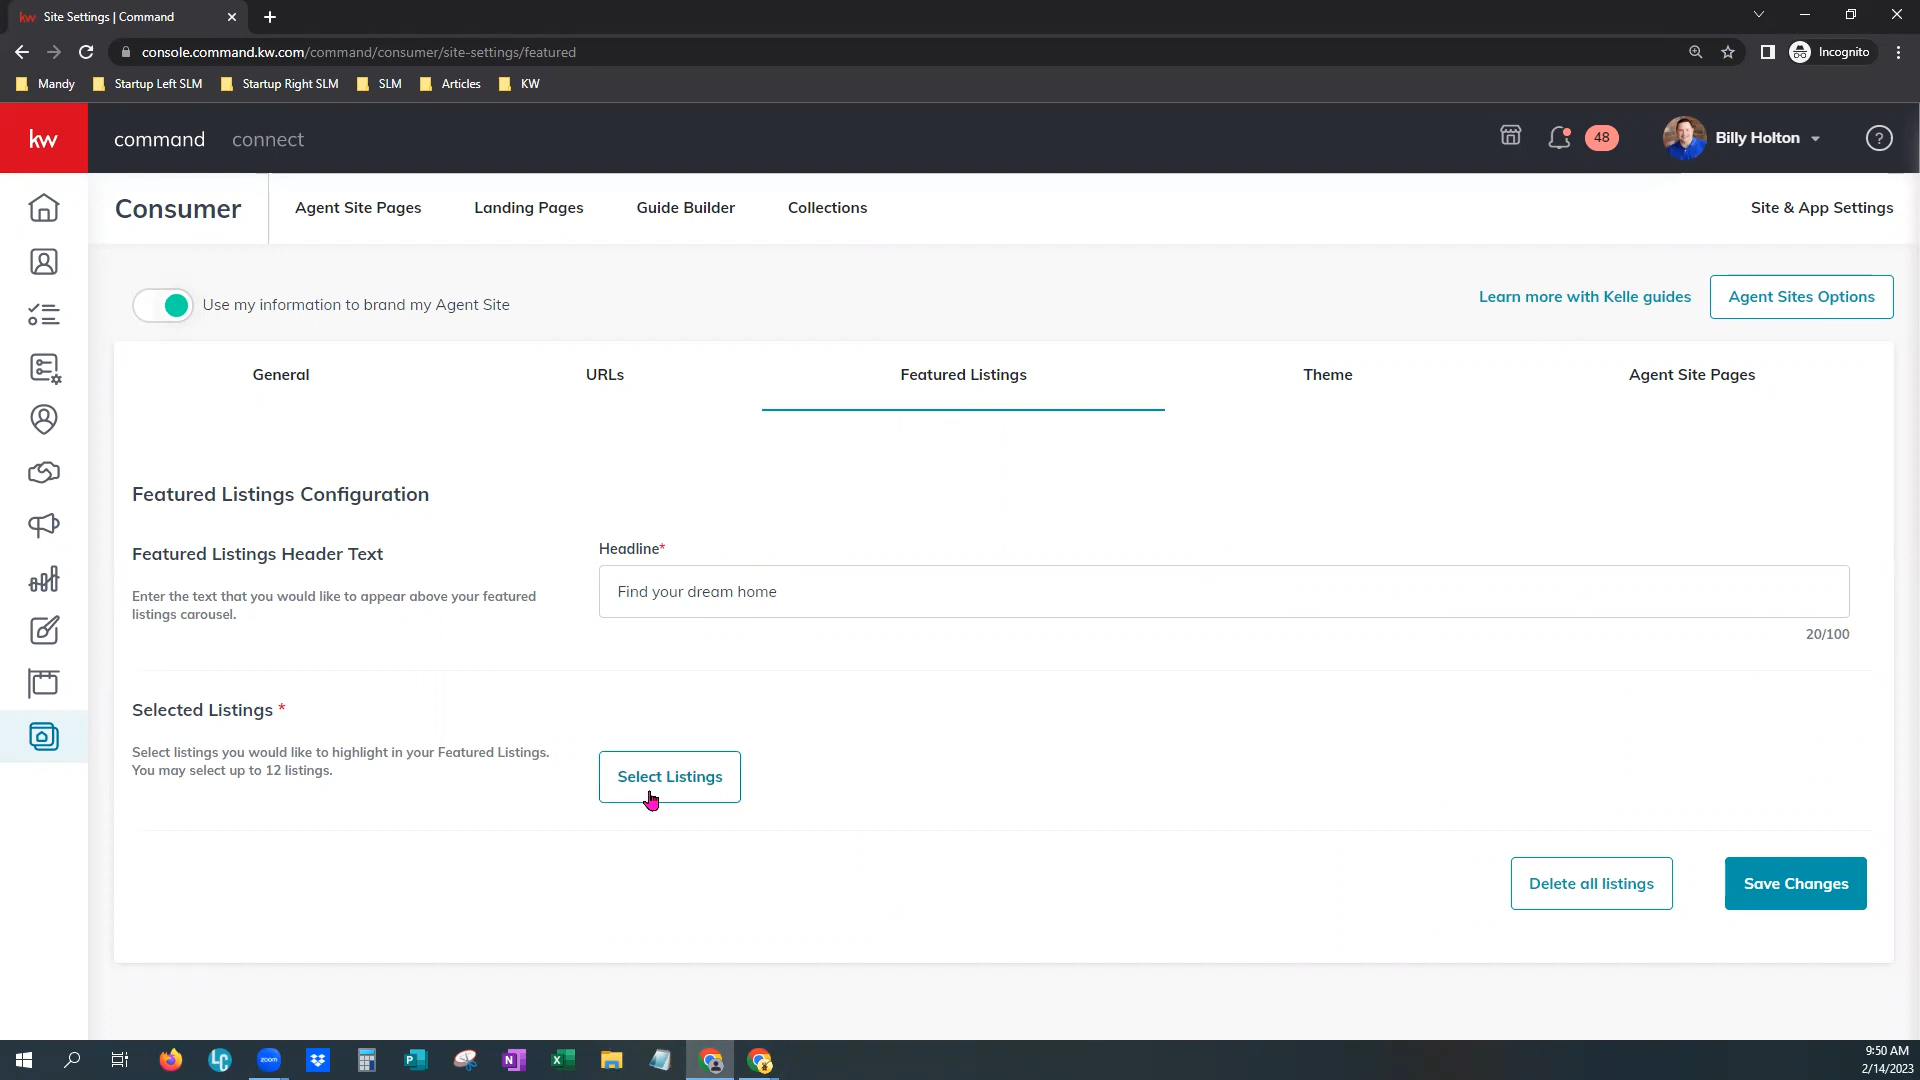 kw Site Settings | Command
console.command.kw.com/command/consumer/site-settings/featured
Incognito
Mandy Startup Left SLM Startup Right SLM SLM Articles KW
kw command connect 48 Billy Holton ?
Consumer Agent Site Pages Landing Pages Guide Builder Collections Site & App Settings
Use my information to brand my Agent Site Learn more with Kelle guides Agent Sites Options
General URLs Featured Listings Theme Agent Site Pages
Featured Listings Configuration
Featured Listings Header Text
Enter the text that you would like to appear above your featured
listings carousel.
Headline*
Find your dream home
20/100
Selected Listings *
Select listings you would like to highlight in your Featured Listings.
You may select up to 12 listings.
Select Listings
Delete all listings Save Changes
LC zoom P N X
9:50 AM
2/14/2023